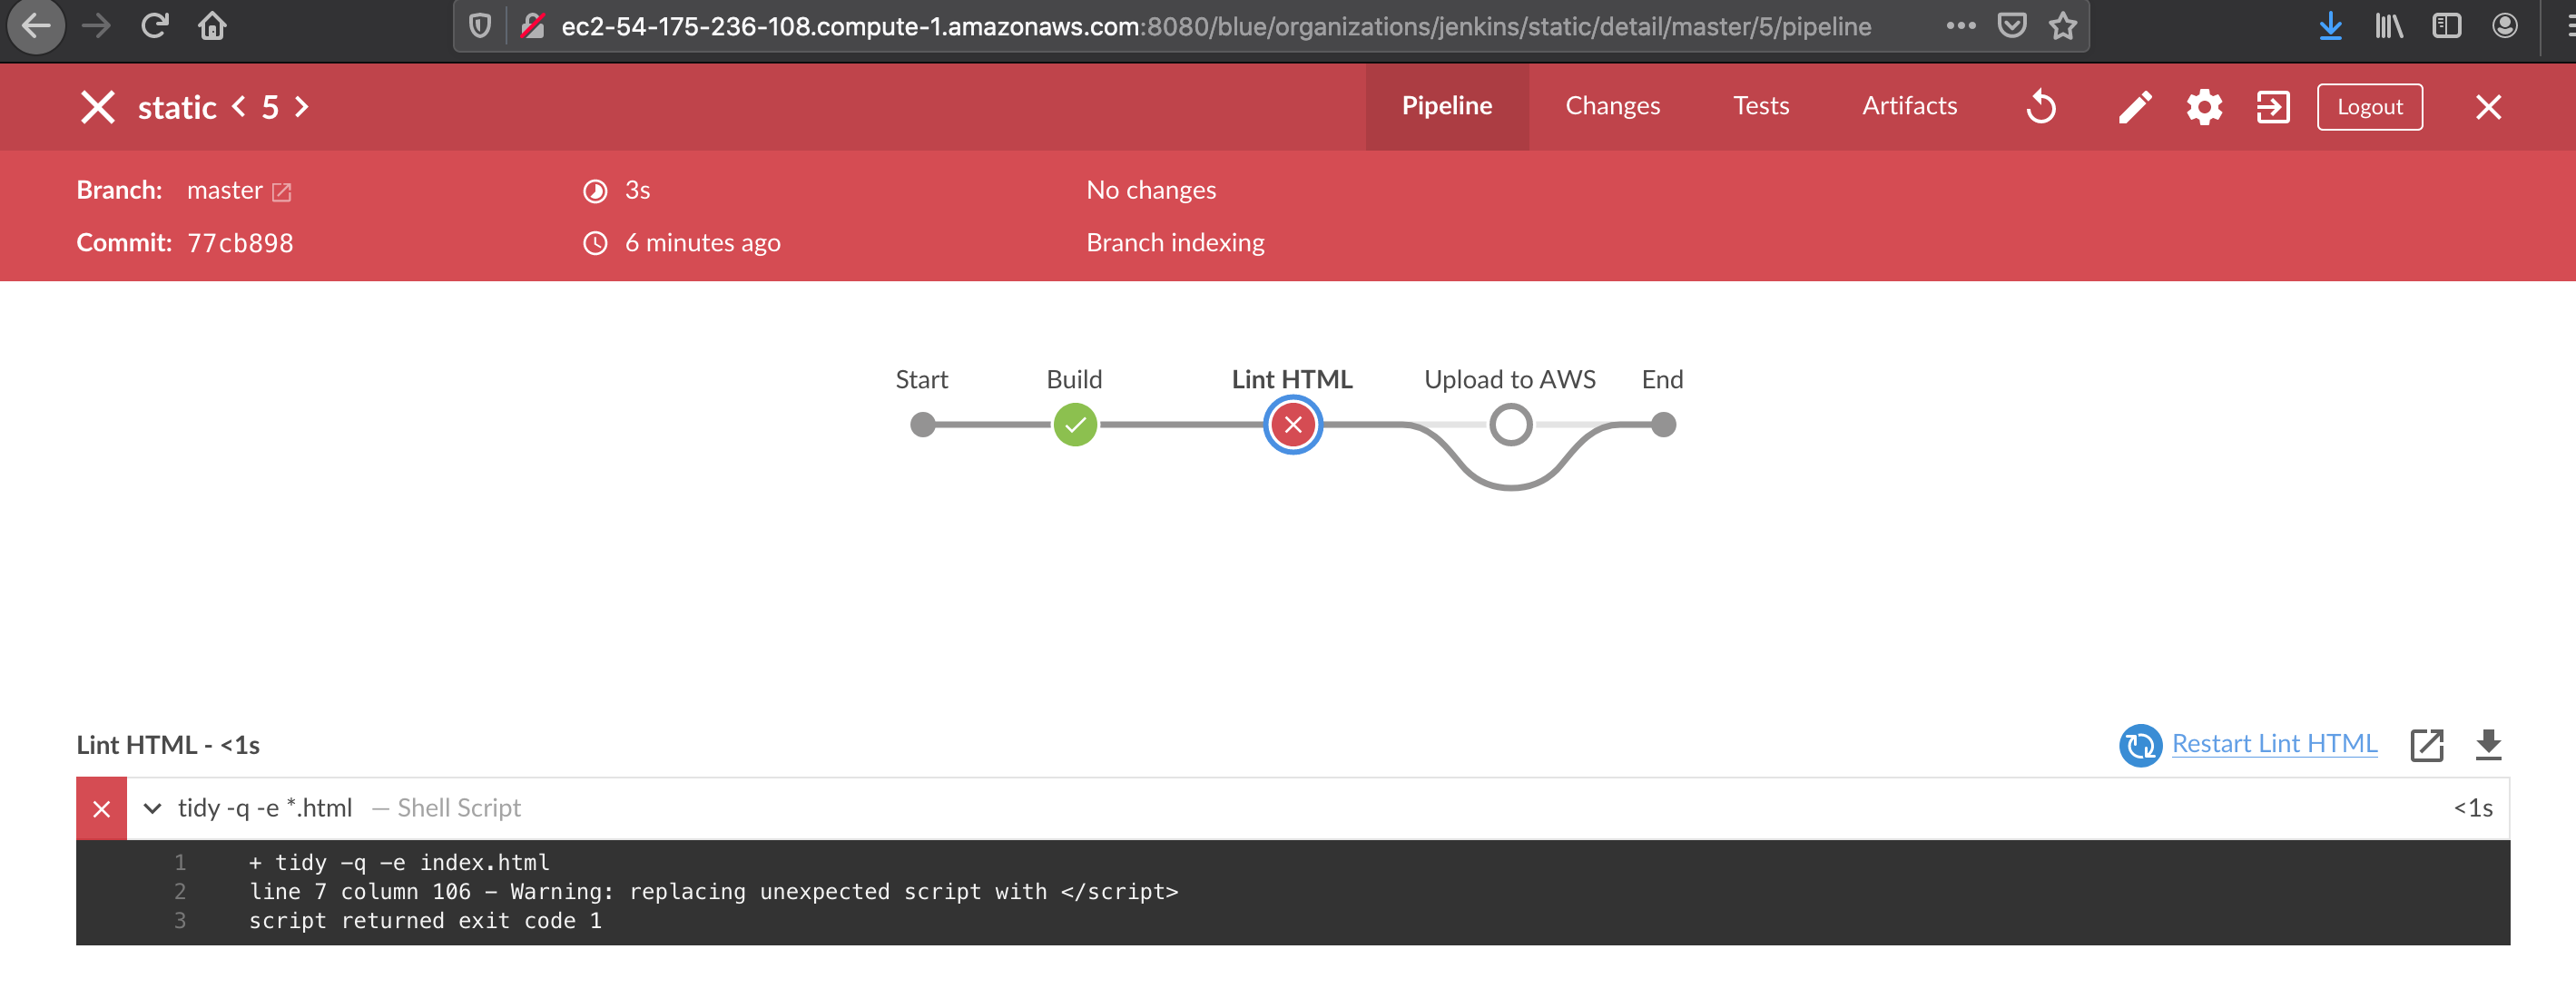 ec2-54-175-236-108.compute-1.amazonaws.com:8080/blue/organizations/jenkins/static/detail/master/5/pipeline
static < 5 >
Pipeline
Changes
Tests
Artifacts
Logout
Branch: master
3s
No changes
Commit: 77cb898
6 minutes ago
Branch indexing
Start
Build
Lint HTML
Upload to AWS
End
Lint HTML - <1s
Restart Lint HTML
tidy -q -e *.html — Shell Script
<1s
1 + tidy -q -e index.html
2 line 7 column 106 - Warning: replacing unexpected script with </script>
3 script returned exit code 1